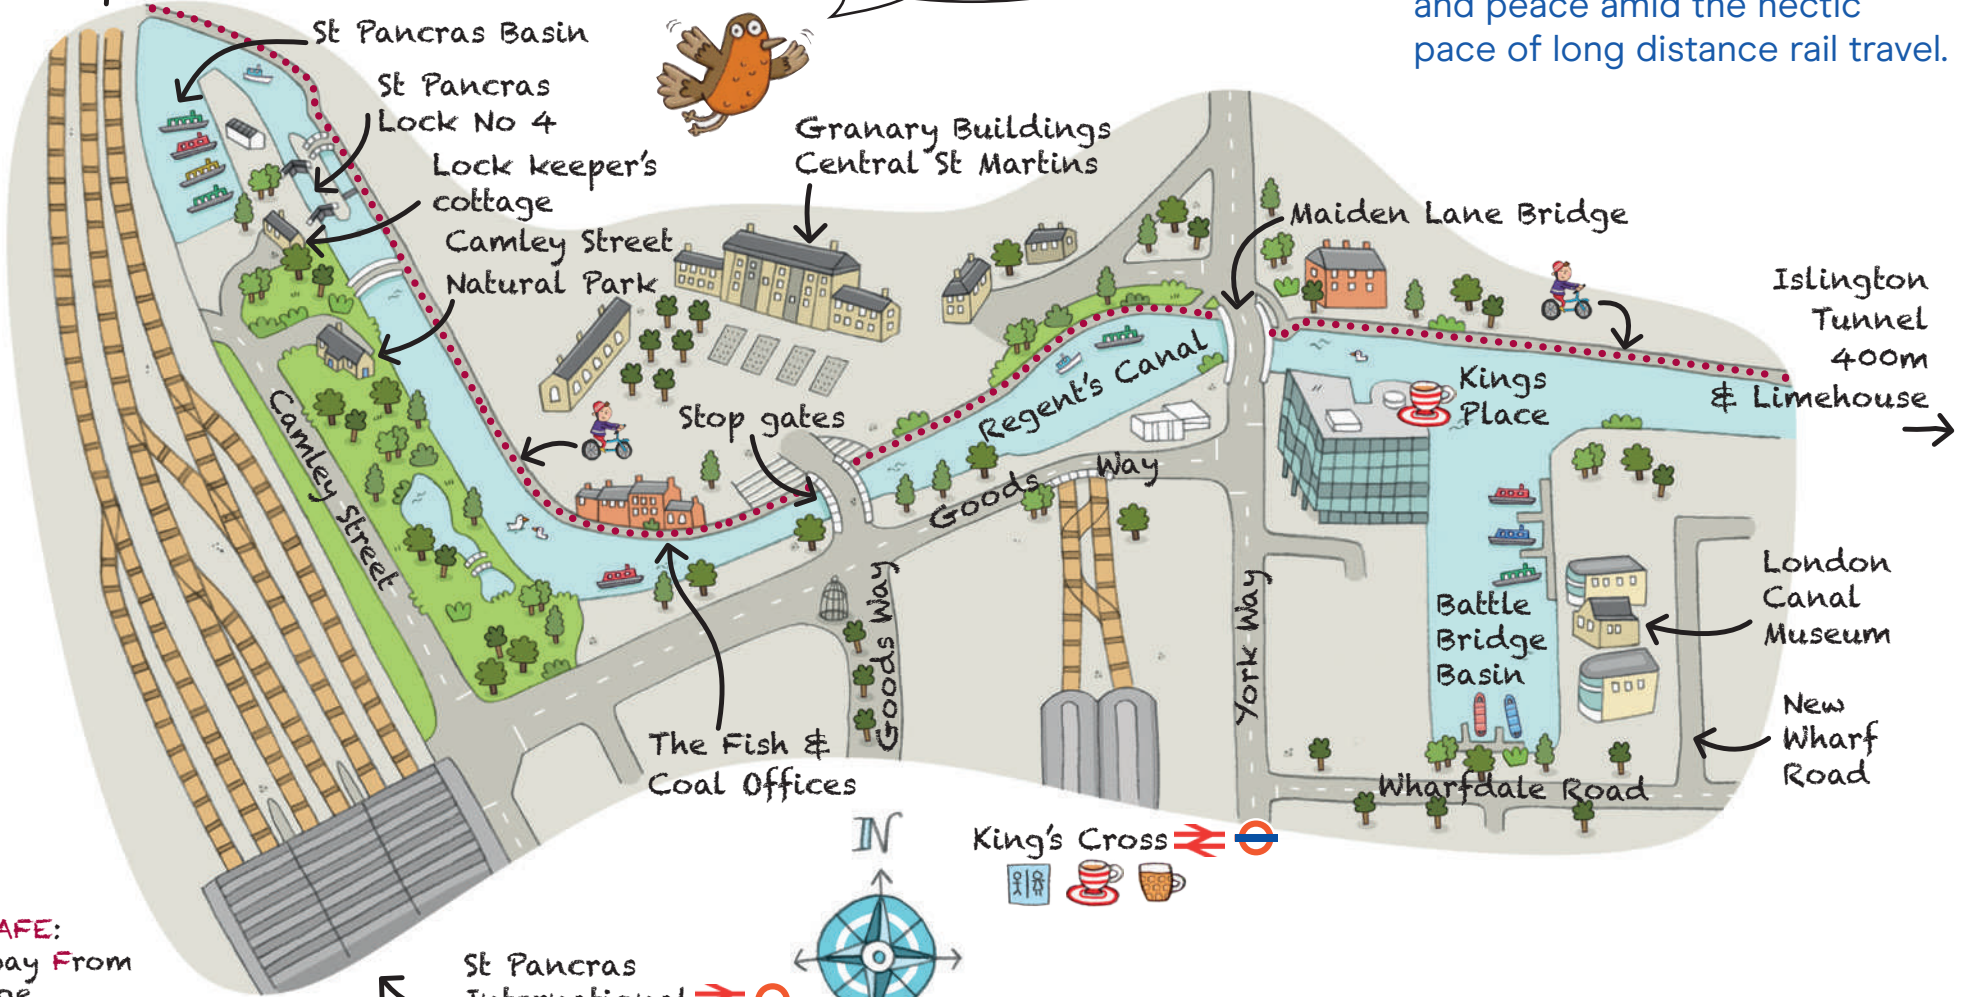 and peace amid the hectic
pace of long distance rail travel.
St Pancras Basin
St Pancras
Lock No 4
Lock keeper's
cottage
Camley Street
Natural Park
Granary Buildings
Central St Martins
Maiden Lane Bridge
Islington
Tunnel
400m
& Limehouse
Kings
Place
Regent's Canal
Stop gates
Goods Way
Camley Street
Goods Way
York Way
Battle
Bridge
Basin
London
Canal
Museum
New
Wharf
Road
The Fish &
Coal Offices
Wharfdale Road
N
King's Cross
AFE:
From
St Pancras
International